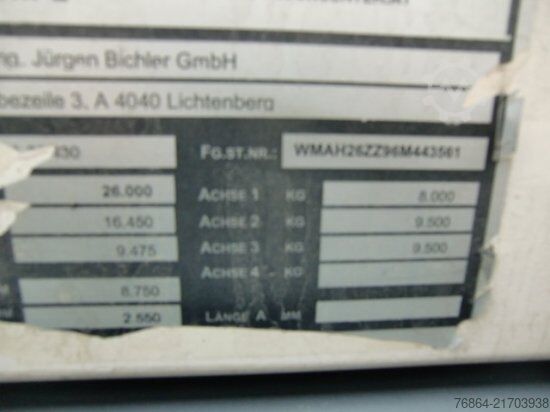 Jürgen Bichler GmbH
3, A 4040 Lichtenberg
430 FG.ST.NR.: WMAH26ZZ96M443561
26.000 ACHSE 1 KG 8.000
16.450 ACHSE 2 KG 9.500
9.475 ACHSE 3 KG 9.500
ACHSE 4 KG
8.750
2.550 LÄNGE A MM
76864-21703938